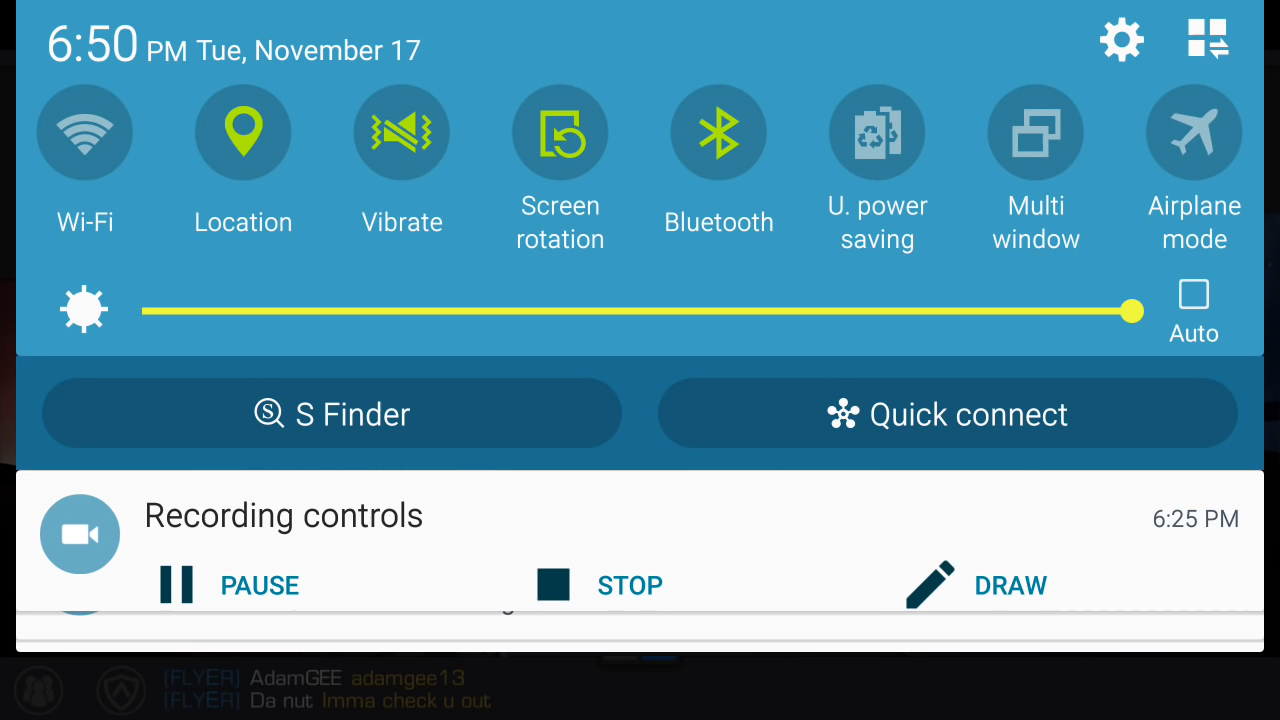 6:50 PM Tue, November 17
Wi-Fi
Location
Vibrate
Screen
rotation
Bluetooth
U. power
saving
Multi
window
Airplane
mode
Auto
S Finder
Quick connect
Recording controls
6:25 PM
PAUSE
STOP
DRAW
[FLYER] AdamGEE adamgee13
[FLYER] Da nut Imma check u out